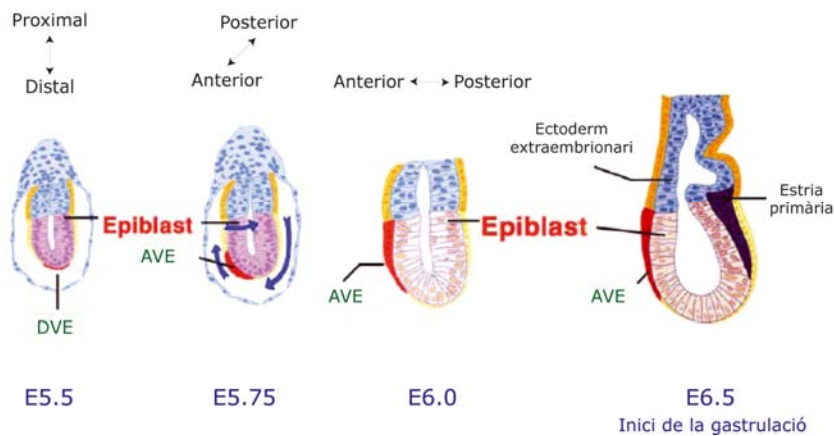 Proximal
Distal
Posterior
Anterior
Anterior
Posterior
Ectoderm
extraembrionari
Estria
primària
Epiblast
Epiblast
AVE
DVE
AVE
AVE
E5.5
E5.75
E6.0
E6.5
Inici de la gastrulació